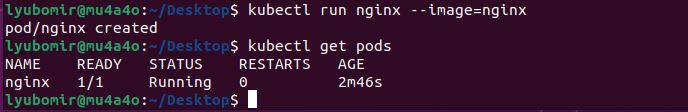 lyubomir@mu4a4o:~/Desktop$ kubectl run nginx --image=nginx
pod/nginx created
lyubomir@mu4a4o:~/Desktop$ kubectl get pods
NAME    READY   STATUS    RESTARTS   AGE
nginx   1/1     Running   0          2m46s
lyubomir@mu4a4o:~/Desktop$